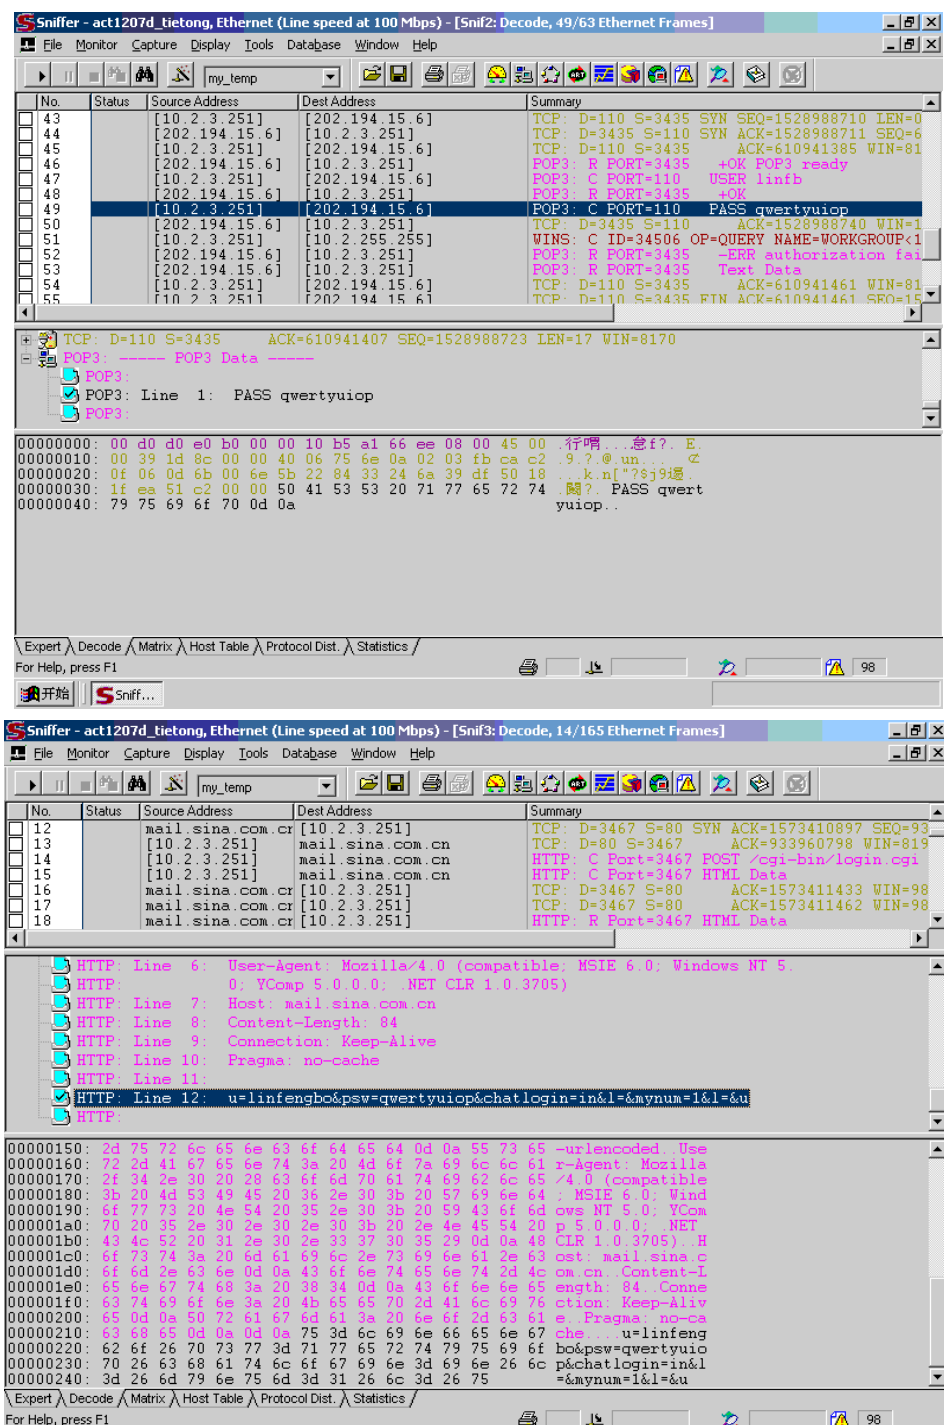 Sniffer - act1207d_tietong, Ethernet (Line speed at 100 Mbps) - [Snif2: Decode, 49/63 Ethernet Frames]
File Monitor Capture Display Tools Database Window Help
my_temp
No. Status Source Address Dest Address Summary
43 [10.2.3.251] [202.194.15.6] TCP: D=110 S=3435 SYN SEQ=1528988710 LEN=0
44 [202.194.15.6] [10.2.3.251] TCP: D=3435 S=110 SYN ACK=1528988711 SEQ=6
45 [10.2.3.251] [202.194.15.6] TCP: D=110 S=3435 ACK=610941385 WIN=81
46 [202.194.15.6] [10.2.3.251] POP3: R PORT=3435 +OK POP3 ready
47 [10.2.3.251] [202.194.15.6] POP3: C PORT=110 USER linfb
48 [202.194.15.6] [10.2.3.251] POP3: R PORT=3435 +OK
49 [10.2.3.251] [202.194.15.6] POP3: C PORT=110 PASS qwertyuiop
50 [202.194.15.6] [10.2.3.251] TCP: D=3435 S=110 ACK=1528988740 WIN=1
51 [10.2.3.251] [10.2.255.255] WINS: C ID=34506 OP=QUERY NAME=WORKGROUP<1
52 [202.194.15.6] [10.2.3.251] POP3: R PORT=3435 -ERR authorization fai
53 [202.194.15.6] [10.2.3.251] POP3: R PORT=3435 Text Data
54 [10.2.3.251] [202.194.15.6] TCP: D=110 S=3435 ACK=610941461 WIN=81
55 [10.2.3.251] [202.194.15.6] TCP: D=110 S=3435 FIN ACK=610941461 SEQ=15
TCP: D=110 S=3435 ACK=610941407 SEQ=1528988723 LEN=17 WIN=8170
POP3: ----- POP3 Data -----
POP3:
POP3: Line 1: PASS qwertyuiop
POP3:
00000000: 00 d0 d0 e0 b0 00 00 10 b5 a1 66 ee 08 00 45 00 .行喟....怠f?. E.
00000010: 00 39 1d 8c 00 00 40 06 75 6e 0a 02 03 fb ca c2 .9.?.@.un....
00000020: 0f 06 0d 6b 00 6e 5b 22 84 33 24 6a 39 df 50 18 ...k.n["?$j9
00000030: 1f ea 51 c2 00 00 50 41 53 53 20 71 77 65 72 74 PASS qwert
00000040: 79 75 69 6f 70 0d 0a yuiop..
Expert Decode Matrix Host Table Protocol Dist. Statistics
For Help, press F1
98
开始 Sniff...
Sniffer - act1207d_tietong, Ethernet (Line speed at 100 Mbps) - [Snif3: Decode, 14/165 Ethernet Frames]
File Monitor Capture Display Tools Database Window Help
my_temp
No. Status Source Address Dest Address Summary
12 mail.sina.com.cr [10.2.3.251] TCP: D=3467 S=80 SYN ACK=1573410897 SEQ=93
13 [10.2.3.251] mail.sina.com.cn TCP: D=80 S=3467 ACK=933960798 WIN=819
14 [10.2.3.251] mail.sina.com.cn HTTP: C Port=3467 POST /cgi-bin/login.cgi
15 [10.2.3.251] mail.sina.com.cn HTTP: C Port=3467 HTML Data
16 mail.sina.com.cr [10.2.3.251] TCP: D=3467 S=80 ACK=1573411433 WIN=98
17 mail.sina.com.cr [10.2.3.251] TCP: D=3467 S=80 ACK=1573411462 WIN=98
18 mail.sina.com.cr [10.2.3.251] HTTP: R Port=3467 HTML Data
HTTP: Line 6: User-Agent: Mozilla/4.0 (compatible; MSIE 6.0; Windows NT 5.
HTTP: 0; YComp 5.0.0.0; .NET CLR 1.0.3705)
HTTP: Line 7: Host: mail.sina.com.cn
HTTP: Line 8: Content-Length: 84
HTTP: Line 9: Connection: Keep-Alive
HTTP: Line 10: Pragma: no-cache
HTTP: Line 11:
HTTP: Line 12: u=linfengbo&psw=qwertyuiop&chatlogin=in&l=&mynum=1&l=&u
HTTP:
00000150: 2d 75 72 6c 65 6e 63 6f 64 65 64 0d 0a 55 73 65 -urlencoded..Use
00000160: 72 2d 41 67 65 6e 74 3a 20 4d 6f 7a 69 6c 6c 61 r-Agent: Mozilla
00000170: 2f 34 2e 30 20 28 63 6f 6d 70 61 74 69 62 6c 65 /4.0 (compatible
00000180: 3b 20 4d 53 49 45 20 36 2e 30 3b 20 57 69 6e 64 ; MSIE 6.0; Wind
00000190: 6f 77 73 20 4e 54 20 35 2e 30 3b 20 59 43 6f 6d ows NT 5.0; YCom
000001a0: 70 20 35 2e 30 2e 30 2e 30 3b 20 2e 4e 45 54 20 p 5.0.0.0; .NET
000001b0: 43 4c 52 20 31 2e 30 2e 33 37 30 35 29 0d 0a 48 CLR 1.0.3705)..H
000001c0: 6f 73 74 3a 20 6d 61 69 6c 2e 73 69 6e 61 2e 63 ost: mail.sina.c
000001d0: 6f 6d 2e 63 6e 0d 0a 43 6f 6e 74 65 6e 74 2d 4c om.cn..Content-L
000001e0: 65 6e 67 74 68 3a 20 38 34 0d 0a 43 6f 6e 6e 65 ength: 84..Conne
000001f0: 63 74 69 6f 6e 3a 20 4b 65 65 70 2d 41 6c 69 76 ction: Keep-Aliv
00000200: 65 0d 0a 50 72 61 67 6d 61 3a 20 6e 6f 2d 63 61 e..Pragma: no-ca
00000210: 63 68 65 0d 0a 0d 0a 75 3d 6c 69 6e 66 65 6e 67 che....u=linfeng
00000220: 62 6f 26 70 73 77 3d 71 77 65 72 74 79 75 69 6f bo&psw=qwertyuio
00000230: 70 26 63 68 61 74 6c 6f 67 69 6e 3d 69 6e 26 6c p&chatlogin=in&l
00000240: 3d 26 6d 79 6e 75 6d 3d 31 26 6c 3d 26 75 =&mynum=1&l=&u
Expert Decode Matrix Host Table Protocol Dist. Statistics
For Help, press F1
98